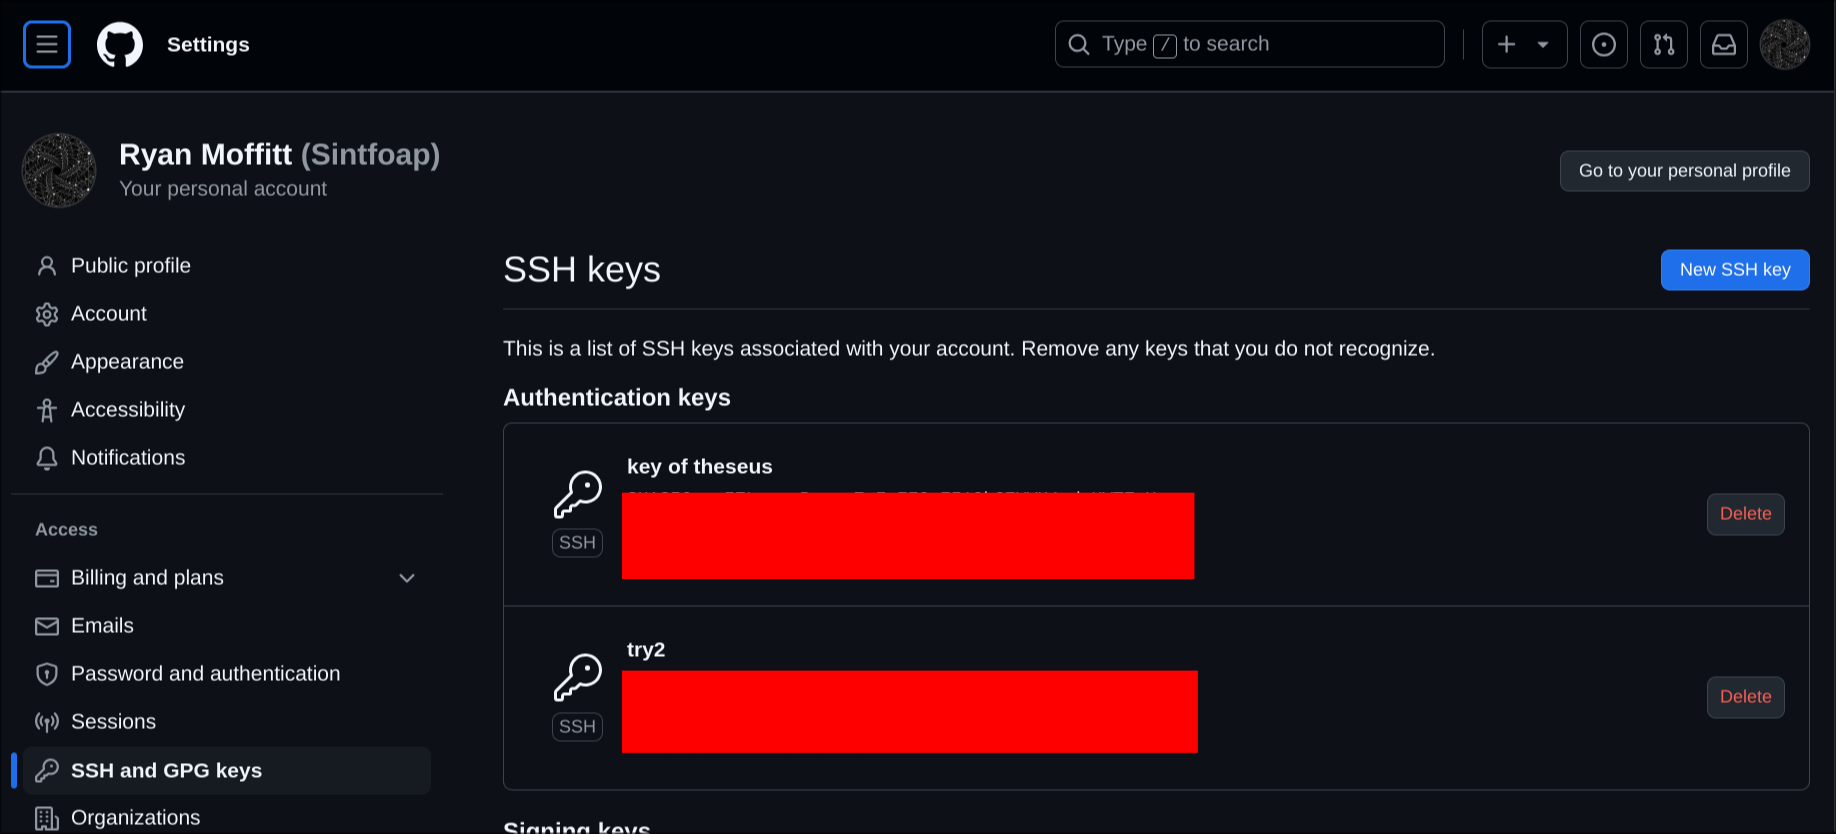 Settings
Type / to search
Ryan Moffitt (Sintfoap)
Your personal account
Go to your personal profile
Public profile
Account
Appearance
Accessibility
Notifications
Access
Billing and plans
Emails
Password and authentication
Sessions
SSH and GPG keys
Organizations
SSH keys
New SSH key
This is a list of SSH keys associated with your account. Remove any keys that you do not recognize.
Authentication keys
key of theseus
SSH
Delete
try2
SSH
Delete
Signing keys